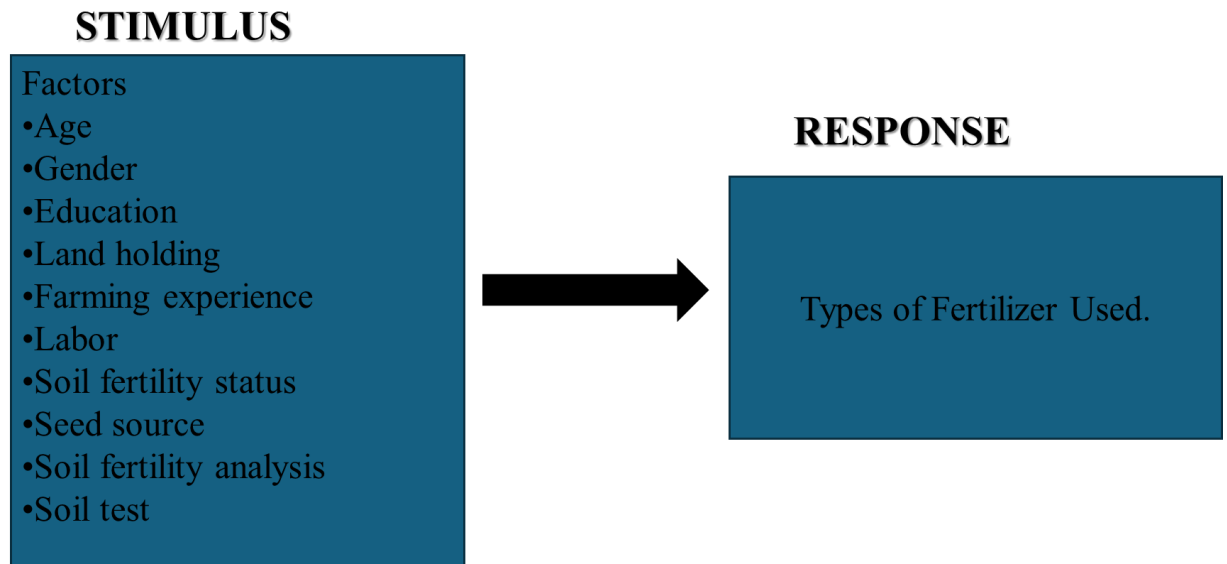 STIMULUS
Factors
•Age
•Gender
•Education
•Land holding
•Farming experience
•Labor
•Soil fertility status
•Seed source
•Soil fertility analysis
•Soil test
RESPONSE
Types of Fertilizer Used.